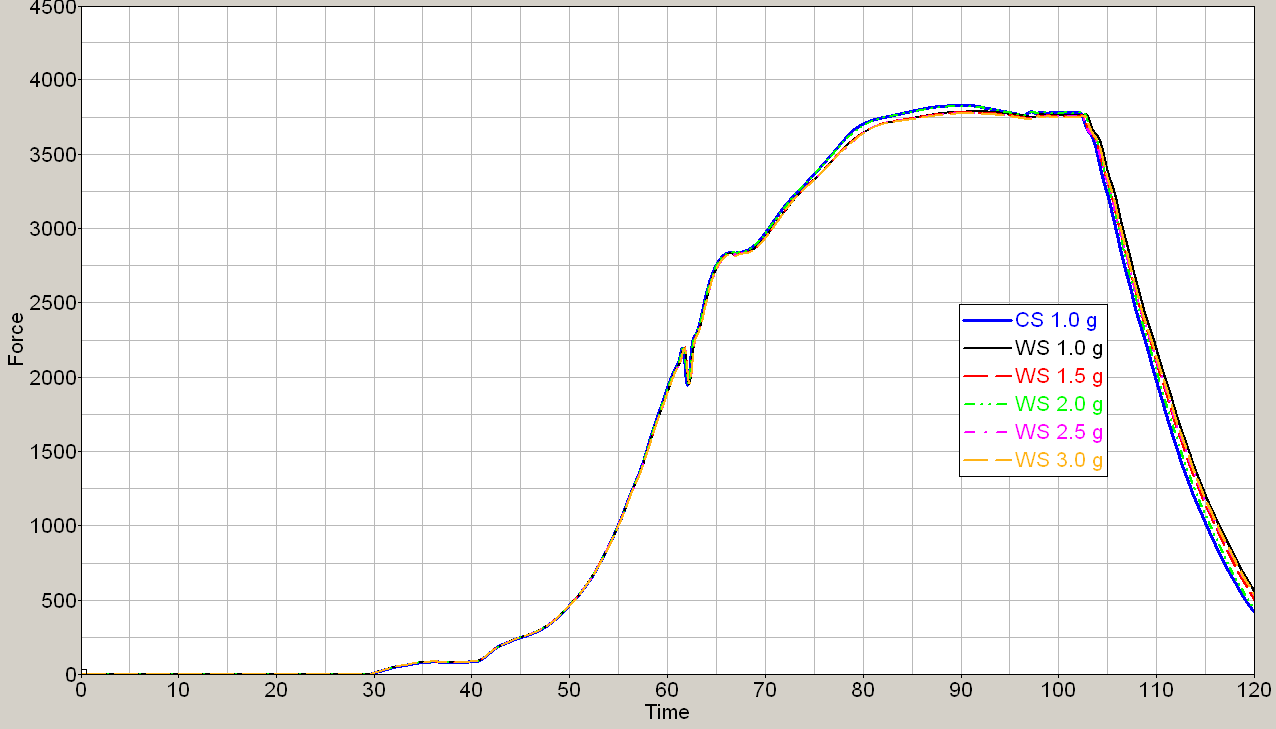 4500
4000
3500
3000
2500
2000
1500
1000
500
0
Force
CS 1.0 g
WS 1.0 g
WS 1.5 g
WS 2.0 g
WS 2.5 g
WS 3.0 g
0 10 20 30 40 50 60 70 80 90 100 110 120
Time